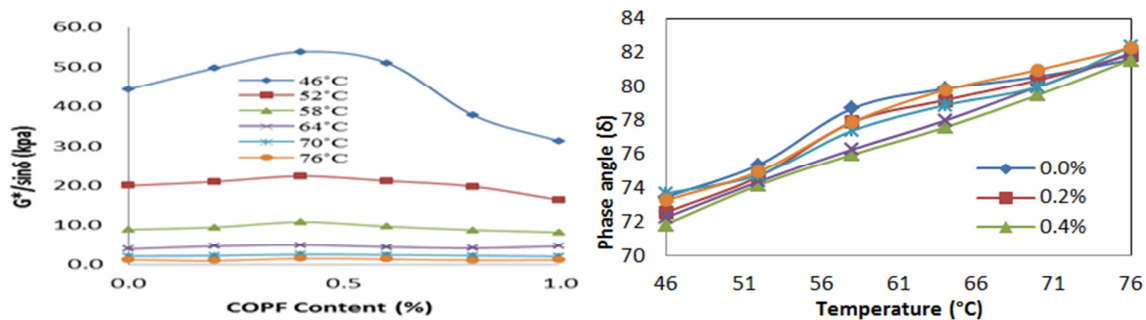 60.0
50.0
40.0
30.0
20.0
10.0
0.0
G*/sinδ (kpa)
46°C
52°C
58°C
64°C
70°C
76°C
0.0
0.5
1.0
COPF Content (%)
84
82
80
78
76
74
72
70
Phase angle (δ)
0.0%
0.2%
0.4%
46
51
56
61
66
71
76
Temperature (°C)